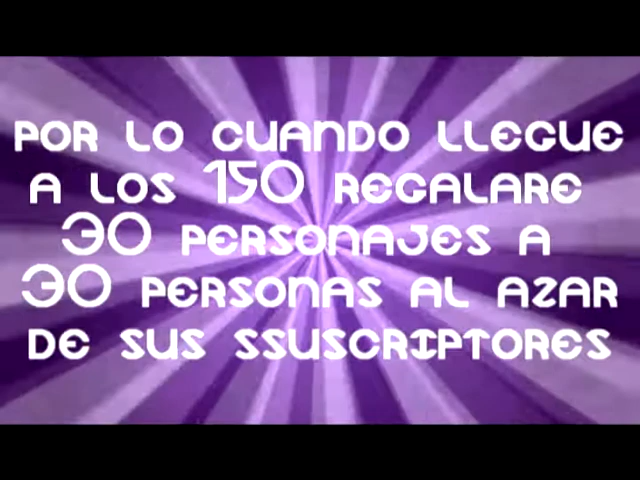 POR LO CUANDO LLEGUE
A LOS 150 REGALARE
30 PERSONAJES A
30 PERSONAS AL AZAR
DE SUS SSUSCRIPTORES